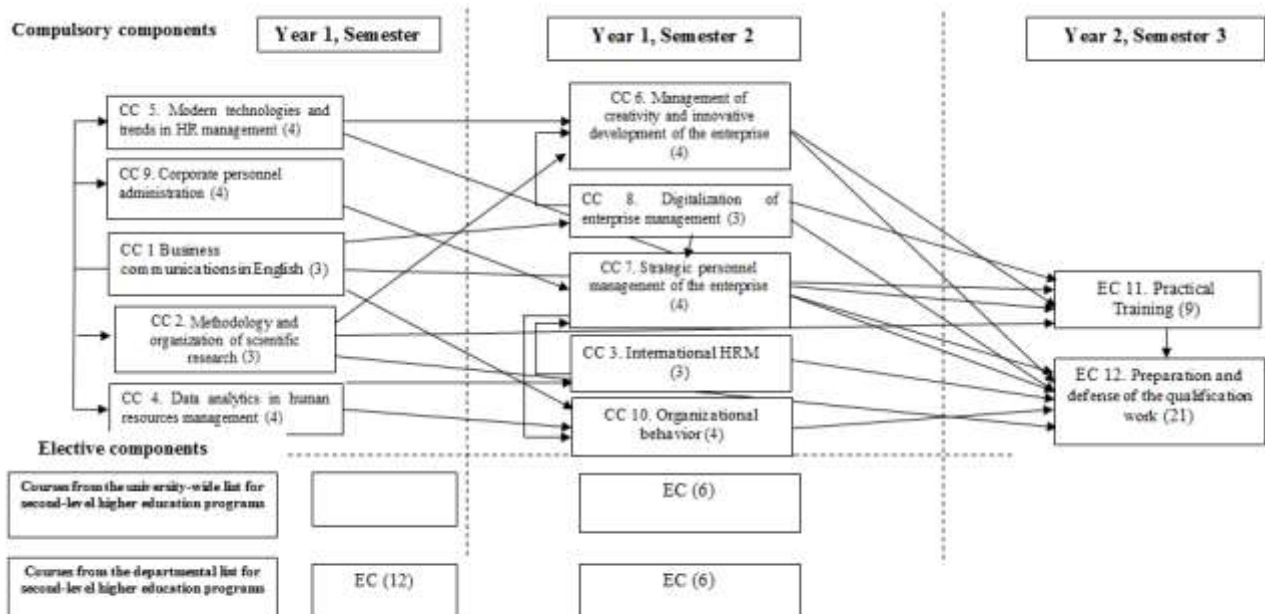 Compulsory components
Year 1, Semester
Year 1, Semester 2
Year 2, Semester 3
CC 5. Modern technologies and
trends in HR management (4)
CC 9. Corporate personnel
administration (4)
CC 1 Business
communications in English (3)
CC 2. Methodology and
organization of scientific
research (3)
CC 4. Data analytics in human
resources management (4)
CC 6. Management of
creativity and innovative
development of the enterprise
(4)
CC 8. Digitalization of
enterprise management (3)
CC 7. Strategic personnel
management of the enterprise
(4)
CC 3. International HRM
(3)
CC 10. Organizational
behavior (4)
EC 11. Practical
Training (9)
EC 12. Preparation and
defense of the qualification
work (21)
Elective components
Courses from the university-wide list for
second-level higher education programs
EC (6)
Courses from the departmental list for
second-level higher education programs
EC (12)
EC (6)